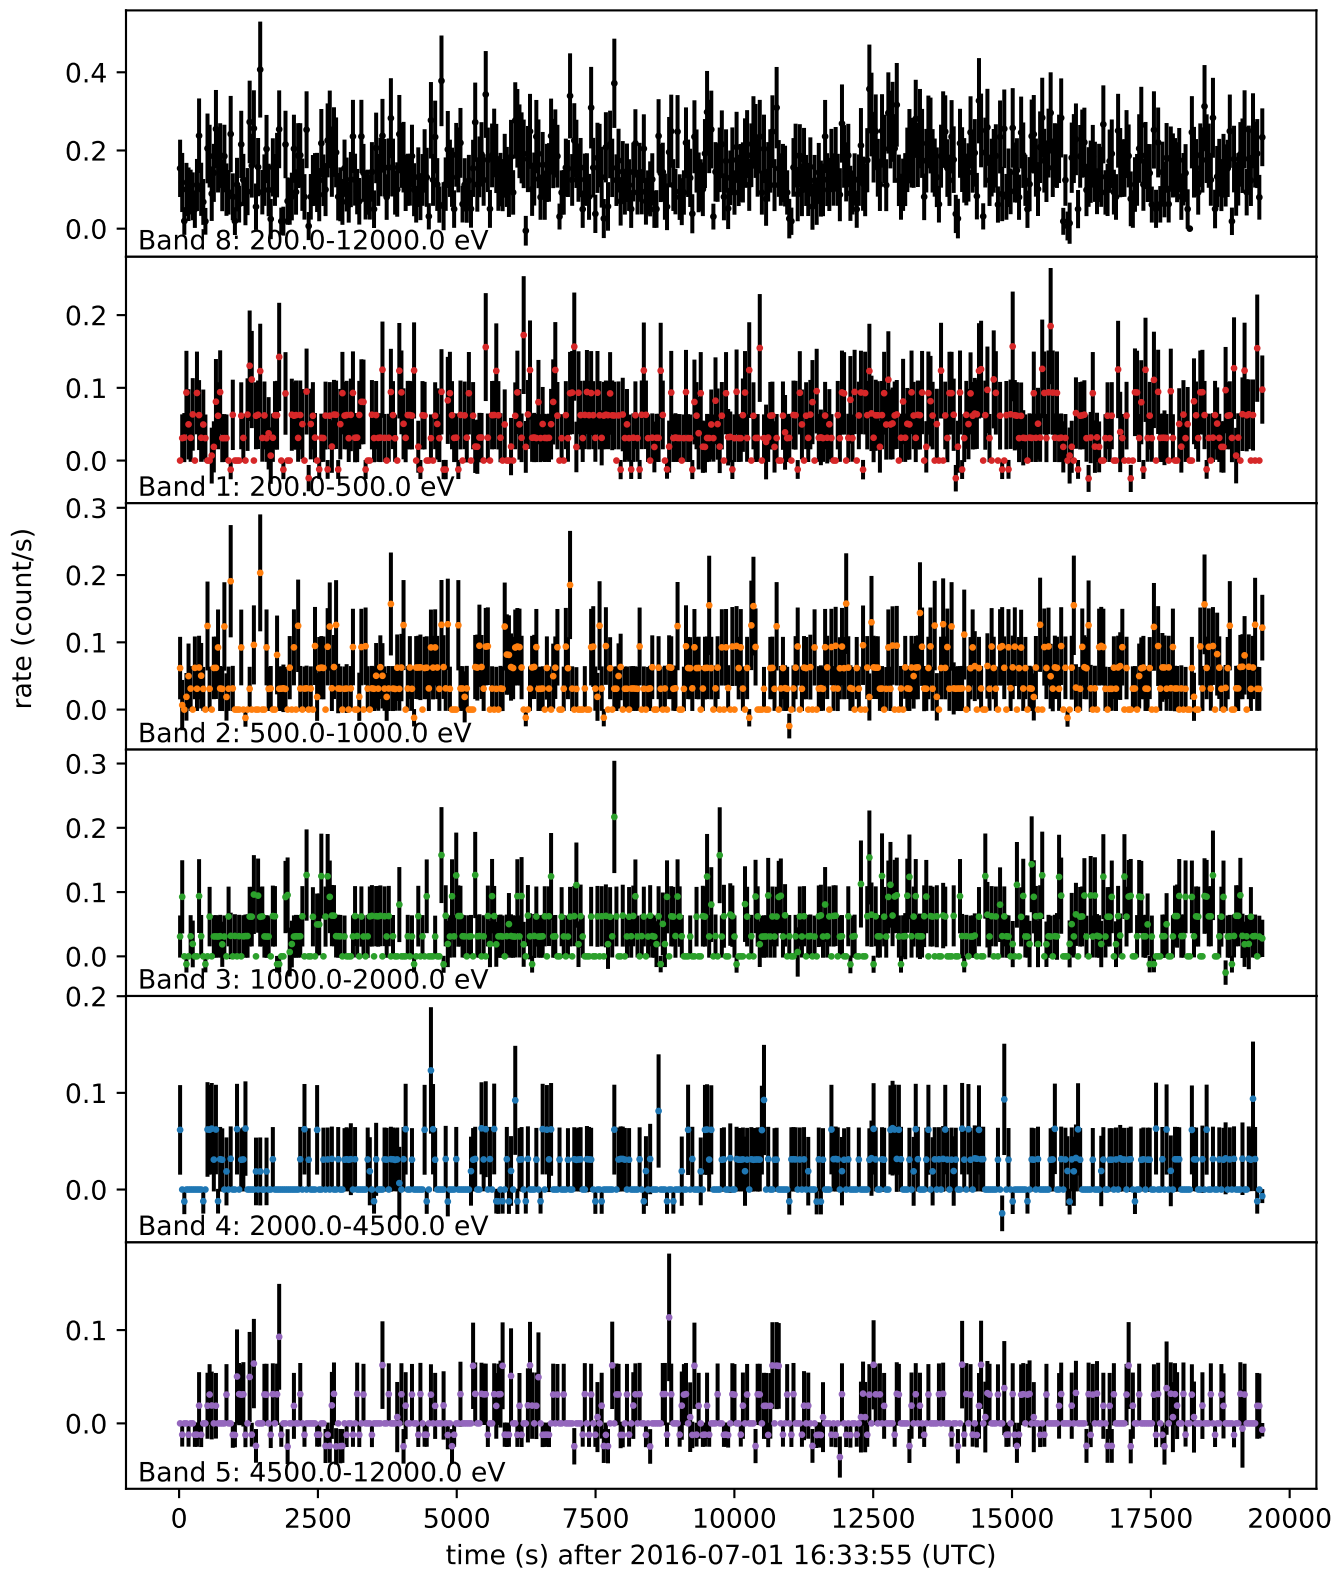 0.4
0.2
0.0
Band 8: 200.0-12000.0 eV
0.2
0.1
0.0
Band 1: 200.0-500.0 eV
0.3
0.2
0.1
0.0
Band 2: 500.0-1000.0 eV
rate (count/s)
0.3
0.2
0.1
0.0
Band 3: 1000.0-2000.0 eV
0.2
0.1
0.0
Band 4: 2000.0-4500.0 eV
0.1
0.0
Band 5: 4500.0-12000.0 eV
0 2500 5000 7500 10000 12500 15000 17500 20000
time (s) after 2016-07-01 16:33:55 (UTC)